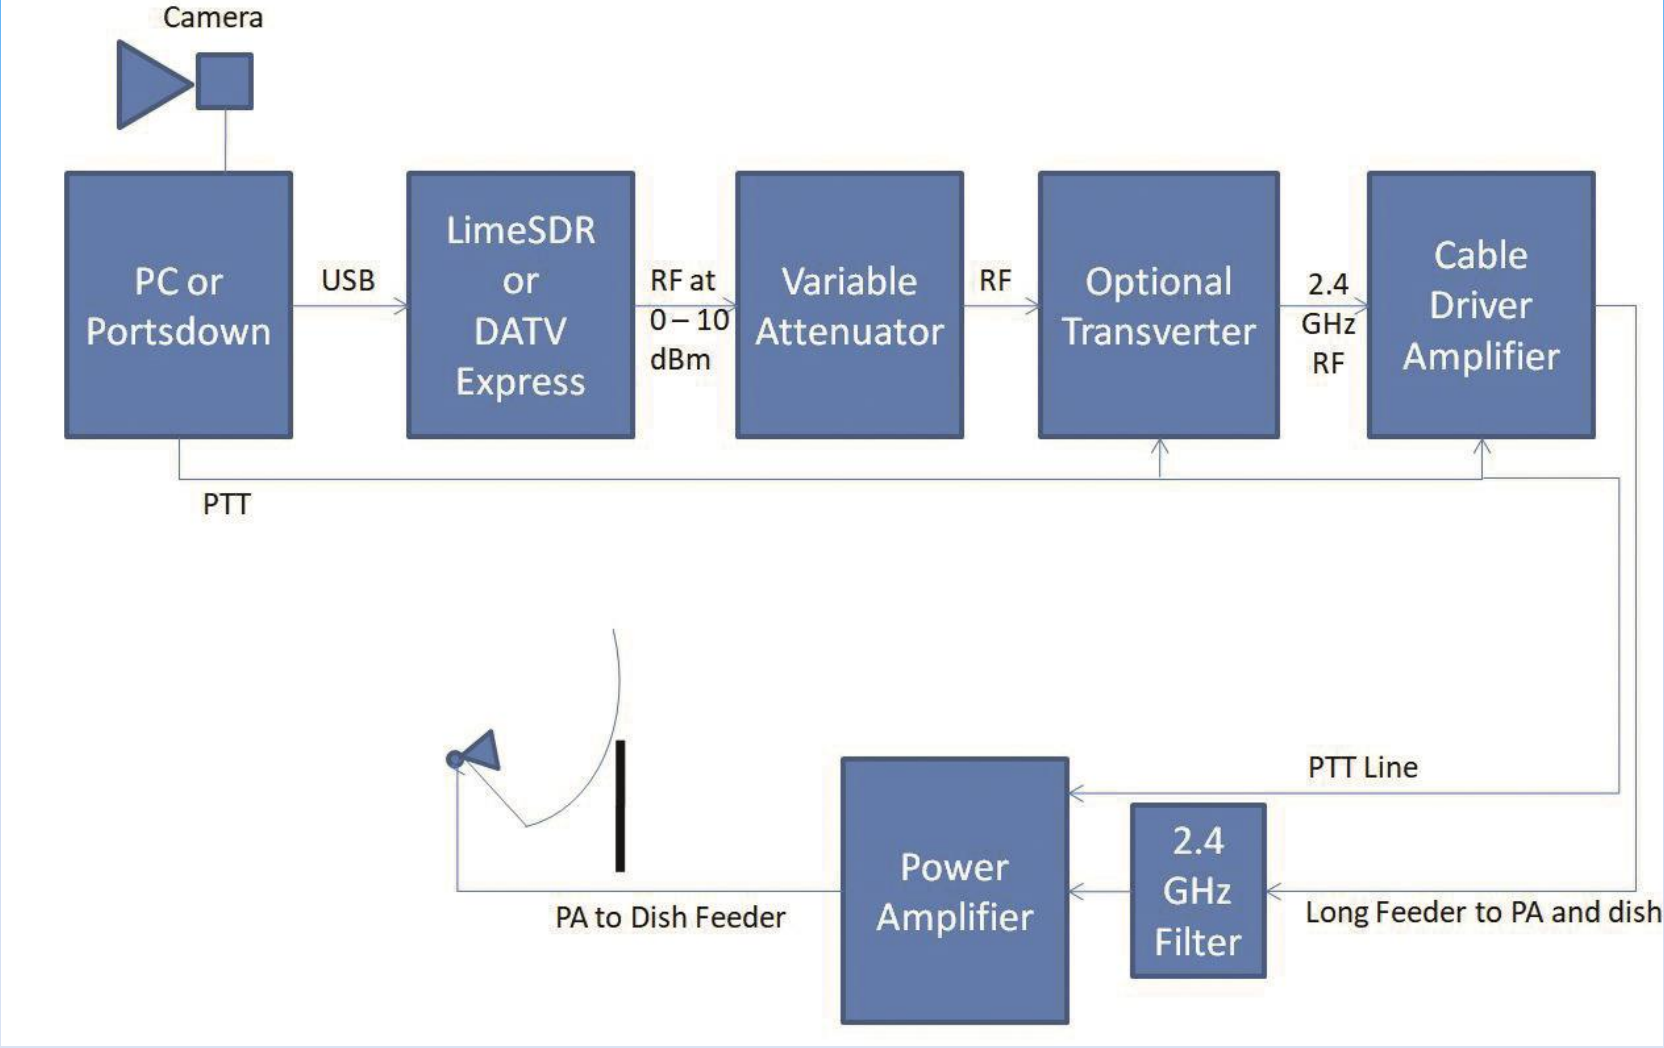 Camera
PC or
Portsdown
USB
LimeSDR
or
DATV
Express
RF at
0 – 10
dBm
Variable
Attenuator
RF
Optional
Transverter
2.4
GHz
RF
Cable
Driver
Amplifier
PTT
PTT Line
Power
Amplifier
2.4
GHz
Filter
Long Feeder to PA and dish
PA to Dish Feeder